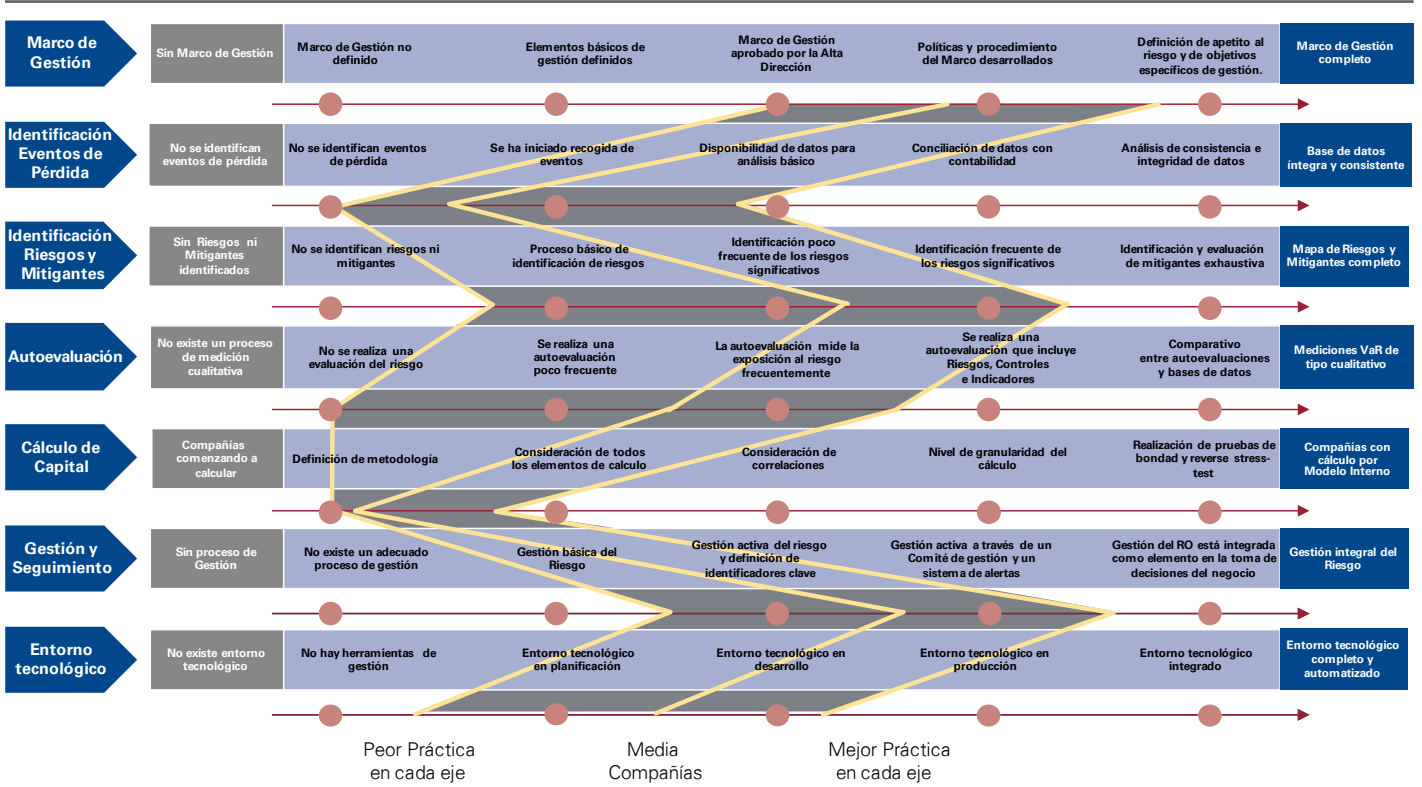 Marco de
Gestión
Sin Marco de Gestión
Marco de Gestión no
definido
Elementos básicos de
gestión definidos
Marco de Gestión
aprobado por la Alta
Dirección
Políticas y procedimiento
del Marco desarrollados
Definición de apetito al
riesgo y de objetivos
específicos de gestión.
Marco de Gestión
completo
Identificación
Eventos de
Pérdida
No se identifican
eventos de pérdida
No se identifican eventos
de pérdida
Se ha iniciado recogida de
eventos
Disponibilidad de datos para
análisis básico
Conciliación de datos con
contabilidad
Análisis de consistencia e
integridad de datos
Base de datos
íntegra y consistente
Identificación
Riesgos y
Mitigantes
Sin Riesgos ni
Mitigantes
identificados
No se identifican riesgos ni
mitigantes
Proceso básico de
identificación de riesgos
Identificación poco
frecuente de los riesgos
significativos
Identificación frecuente de
los riesgos significativos
Identificación y evaluación
de mitigantes exhaustiva
Mapa de Riesgos y
Mitigantes completo
Autoevaluación
No existe un proceso
de medición
cualitativa
No se realiza una
evaluación del riesgo
Se realiza una
autoevaluación
poco frecuente
La autoevaluación mide la
exposición al riesgo
frecuentemente
Se realiza una
autoevaluación que incluye
Riesgos, Controles
e Indicadores
Comparativo
entre autoevaluaciones
y bases de datos
Mediciones VaR de
tipo cualitativo
Cálculo de
Capital
Compañías
comenzando a
calcular
Definición de metodología
Consideración de todos
los elementos de calculo
Consideración de
correlaciones
Nivel de granularidad del
cálculo
Realización de pruebas de
bondad y reverse stress-
test
Compañías con
cálculo por
Modelo Interno
Gestión y
Seguimiento
Sin proceso de
Gestión
No existe un adecuado
proceso de gestión
Gestión básica del
Riesgo
Gestión activa del riesgo
y definición de
identificadores clave
Gestión activa a través de un
Comité de gestión y un
sistema de alertas
Gestión del RO está integrada
como elemento en la toma de
decisiones del negocio
Gestión integral del
Riesgo
Entorno
tecnológico
No existe entorno
tecnológico
No hay herramientas de
gestión
Entorno tecnológico
en planificación
Entorno tecnológico en
desarrollo
Entorno tecnológico en
producción
Entorno tecnológico
integrado
Entorno tecnológico
completo y
automatizado
Peor Práctica
en cada eje
Media
Compañías
Mejor Práctica
en cada eje